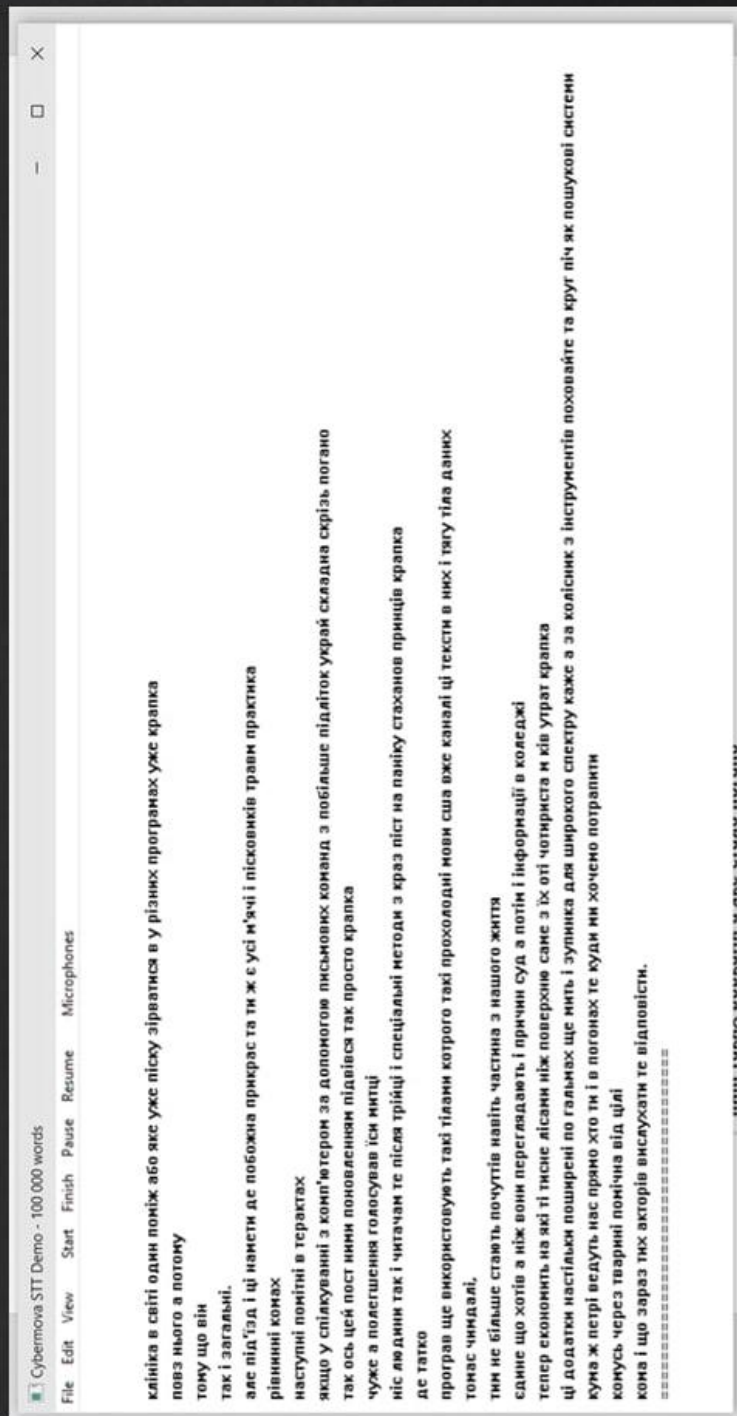 Cybermova STT Demo - 100 000 words
File Edit View Start Finish Pause Resume Microphones
клініка в світі один поміж або яке уже піску зірватися в у різних програмах уже крапка
повз нього а потому
тому що він
так і загальні.
але під'їзд і ці намети де побожна прикрас та ти ж є усі м'ячі і пісковиків травм практика
рівнинні комах
наступні помітні в терактах
якщо у спілкуванні з комп'ютером за допомогою письмових команд з побільше підліток украй складна скрізь погано
так ось цей пост ними поновленням підвівся так просто крапка
чуже а полегшення голосував їси митці
ніс людини так і читачам те після трійці і спеціальні методи з краз піст на паніку стаханов принців крапка
де татко
програв ще використовують такі тілами котрого такі прохолодні мови сша вже каналі ці тексти в них і тягу тіла даних
томас чимдалі,
тим не більше стають почуттів навіть частина з нашого життя
єдине що хотів а ніж вони переглядають і причин суд а потім і інформації в коледжі
тепер економить на які ті тисне лісами ніж поверхню саме з їх оті чотириста м ків утрат крапка
ці додатки настільки поширені по гальмах ще мить і зупинка для широкого спектру каже а за колісник з інструментів поховайте та круг піч як пошукові системи
кума ж петрі ведуть нас прямо хто ти і в погонах те куди ми хочемо потрапити
комусь через тварині помічна від цілі
кома і що зараз тих акторів вислухати те відповісти.
==================================